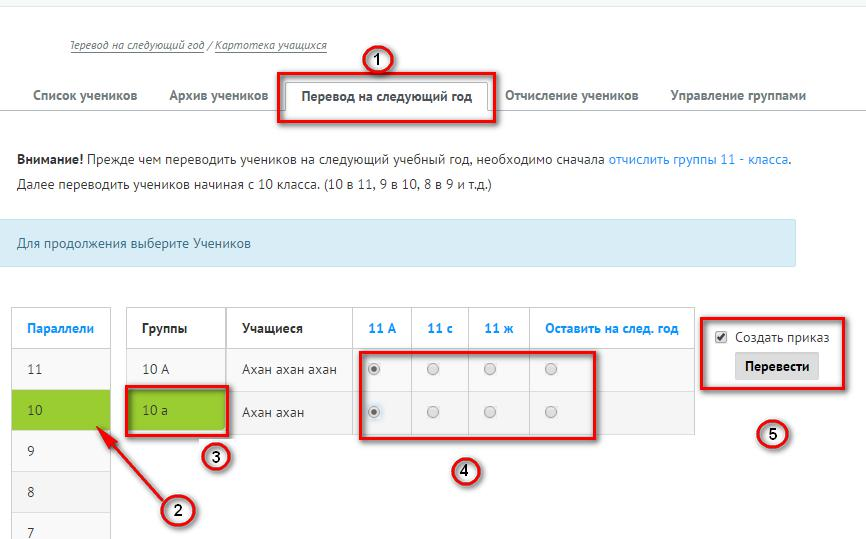 Перевод на следующий год / Картотека учащихся
1
Список учеников Архив учеников Перевод на следующий год Отчисление учеников Управление группами
Внимание! Прежде чем переводить учеников на следующий учебный год, необходимо сначала отчислить группы 11 - класса.
Далее переводить учеников начиная с 10 класса. (10 в 11, 9 в 10, 8 в 9 и т.д.)
Для продолжения выберите Учеников
Параллели Группы Учащиеся 11 А 11 с 11 ж Оставить на след. год
Создать приказ
Перевести
11 10 А Ахан ахан ахан
10 10 а Ахан ахан
5
9
3
4
8
2
7